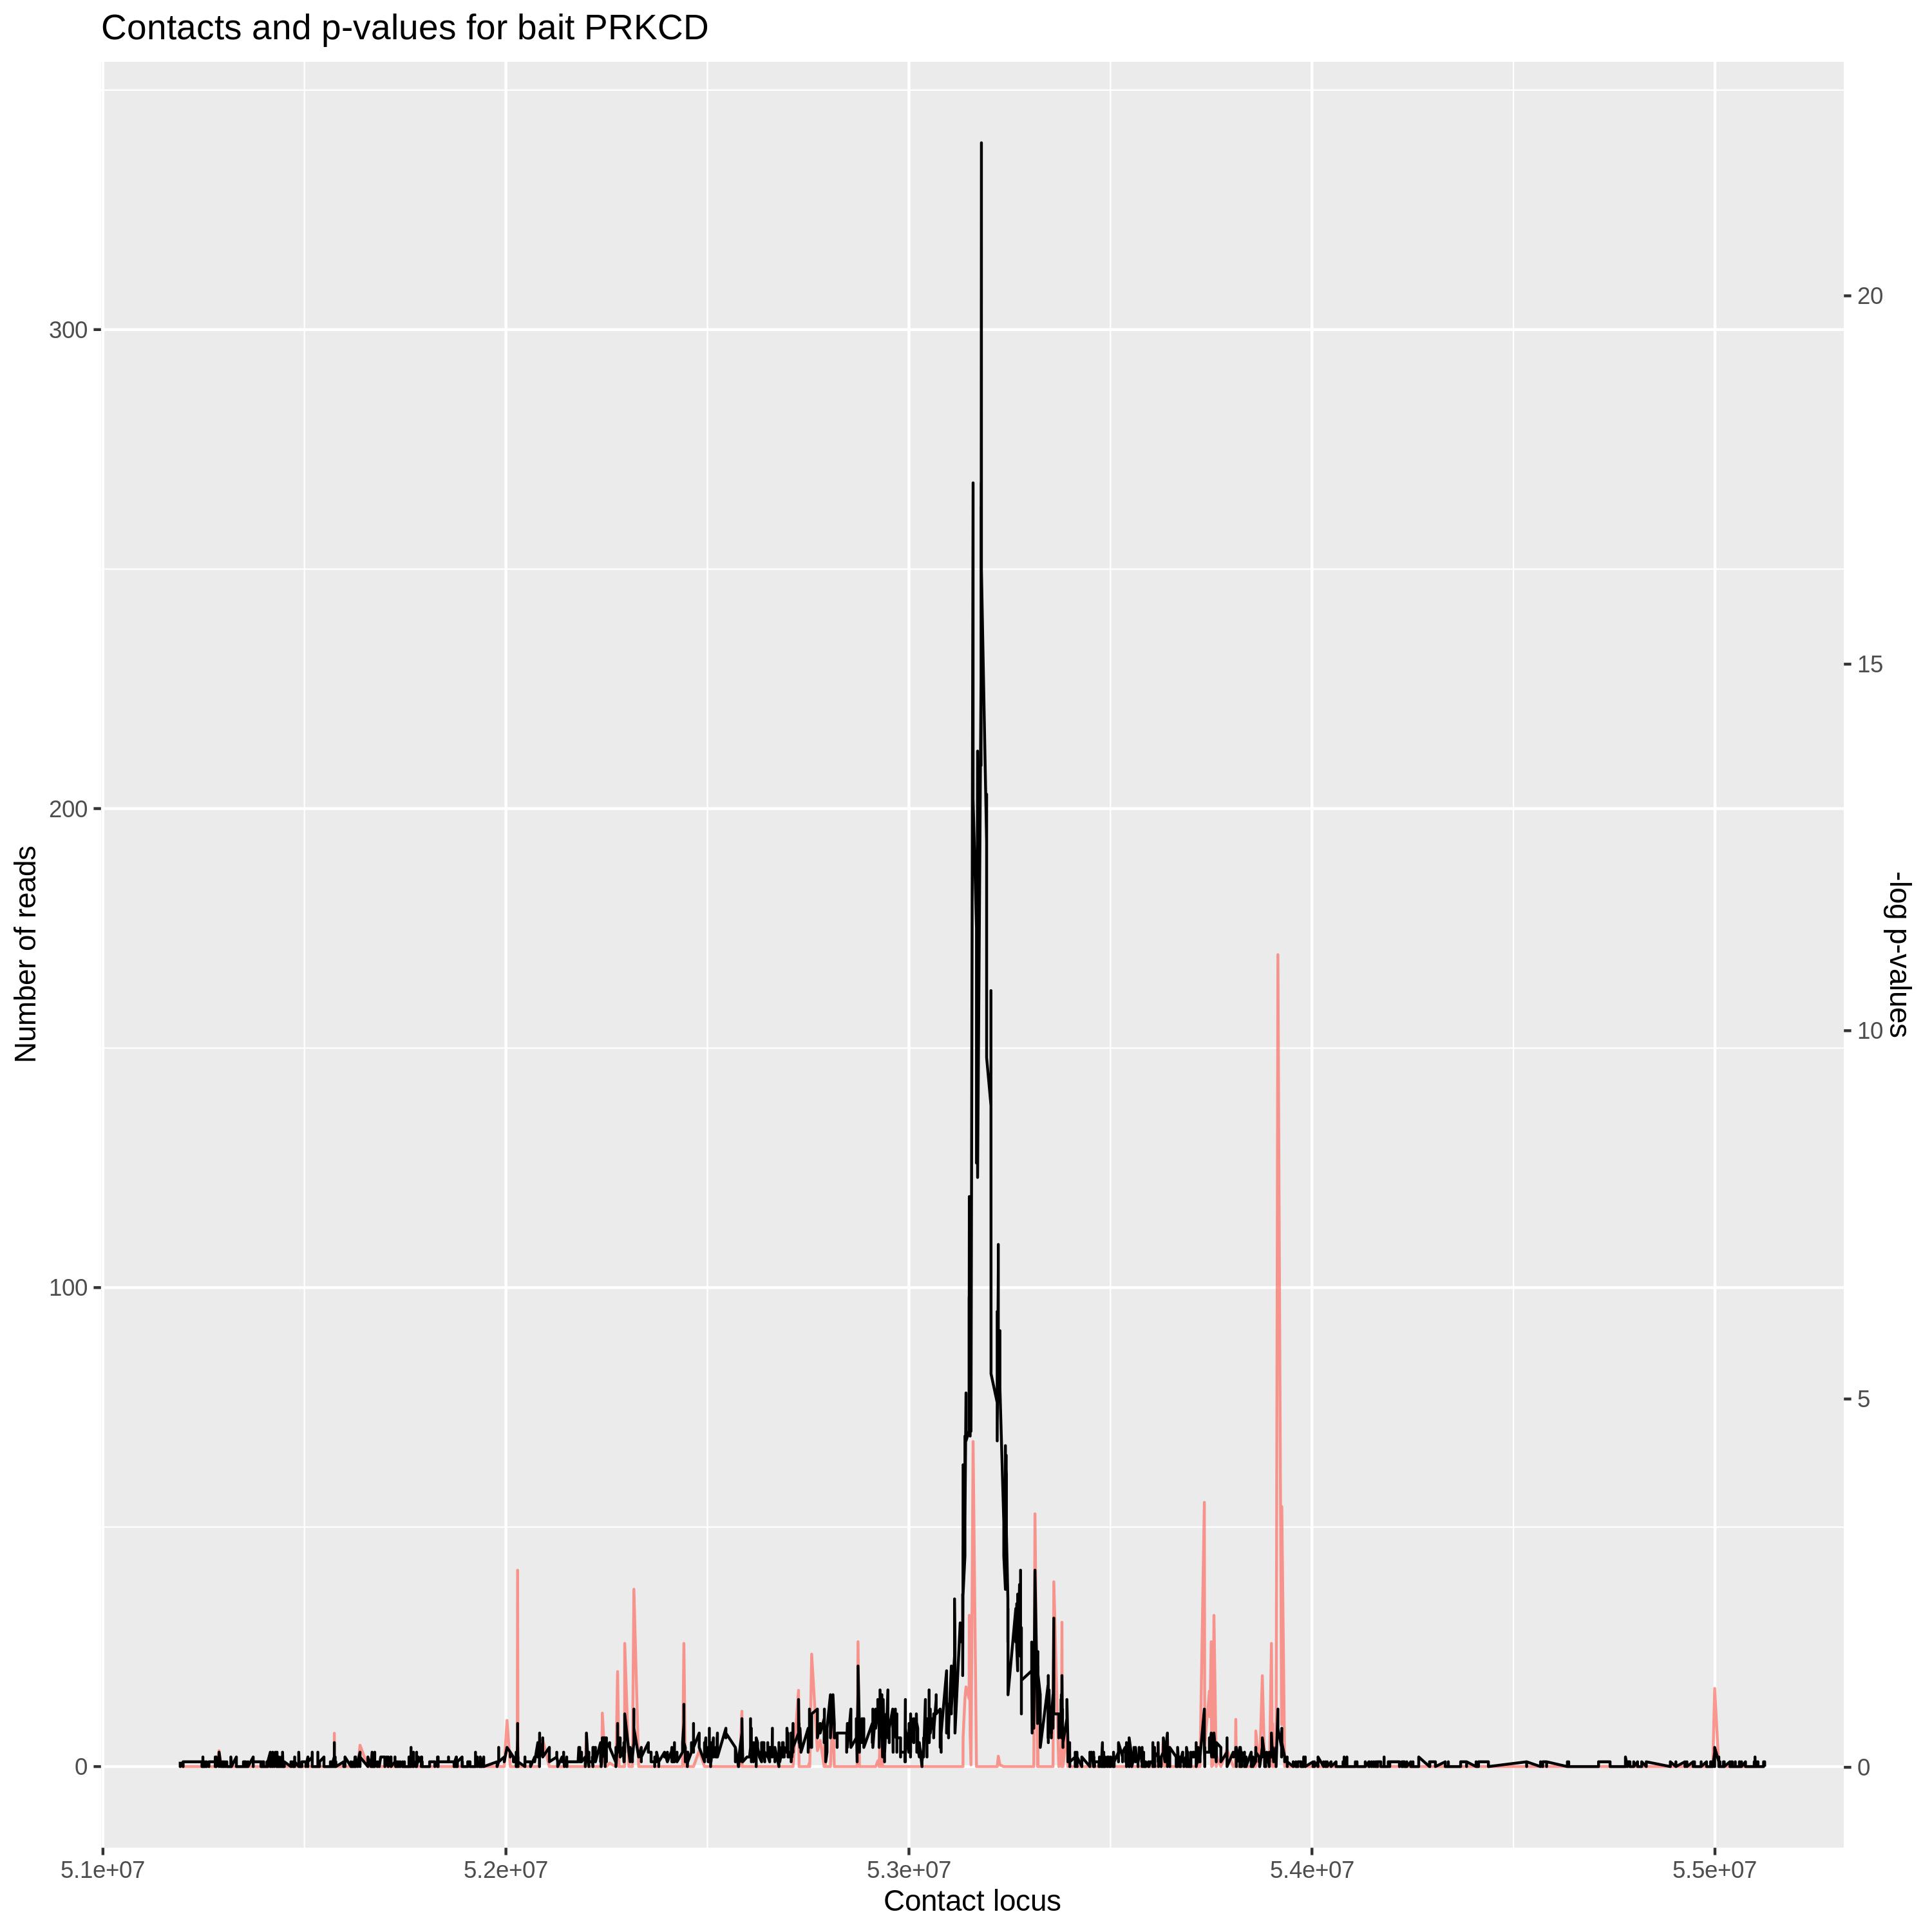 Contacts and p-values for bait PRKCD
Number of reads
300
200
100
0
20
15
10
5
0
-log p-values
5.1e+07
5.2e+07
5.3e+07
5.4e+07
5.5e+07
Contact locus